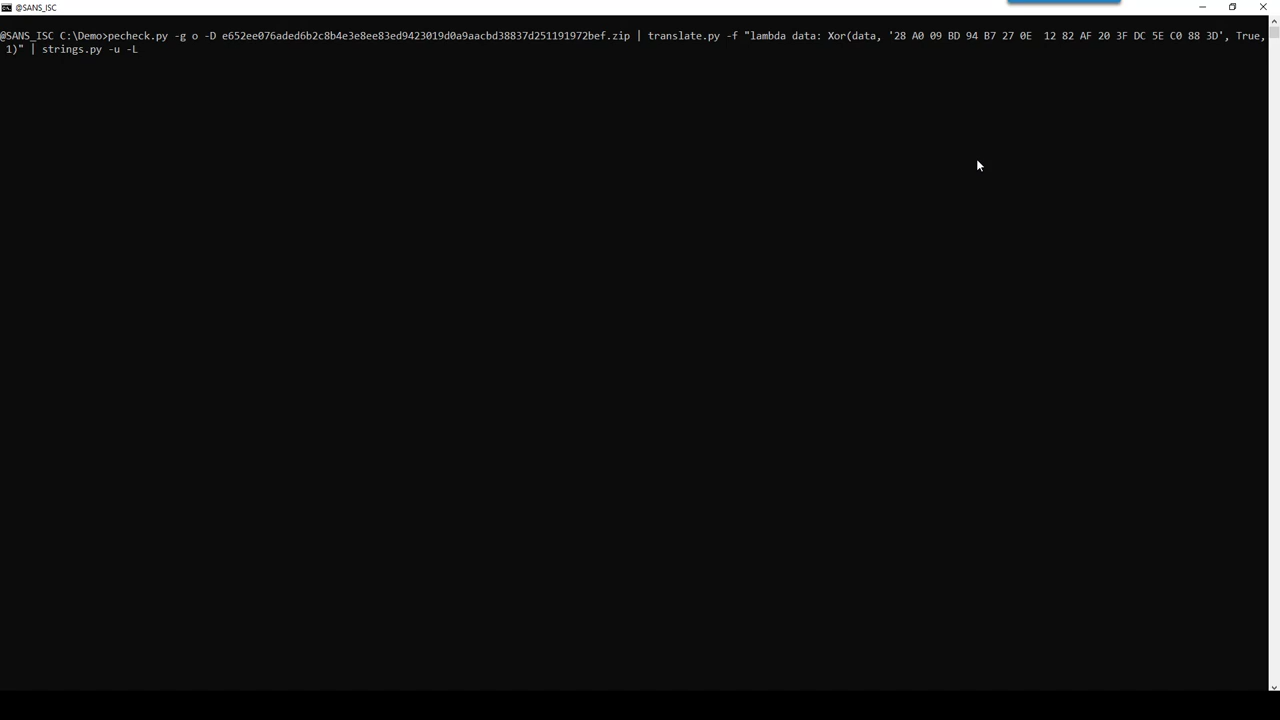 @SANS_ISC
@SANS_ISC C:\Demo>pecheck.py -g o -D e652ee076aded6b2c8b4e3e8ee83ed9423019d0a9aacbd38837d251191972bef.zip | translate.py -f "lambda data: Xor(data, '28 A0 09 BD 94 B7 27 0E  12 82 AF 20 3F DC 5E C0 88 3D', True,
1)" | strings.py -u -L